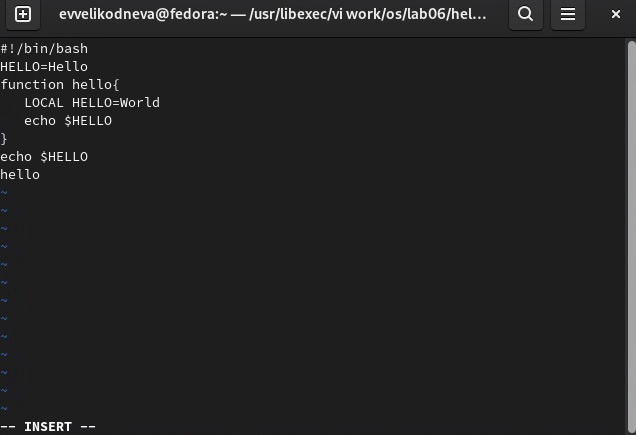 evvelikodneva@fedora:~ — /usr/libexec/vi work/os/lab06/hel...
#!/bin/bash
HELLO=Hello
function hello{
   LOCAL HELLO=World
   echo $HELLO
}
echo $HELLO
hello
~
~
~
~
~
~
~
~
~
~
~
~
~
-- INSERT --